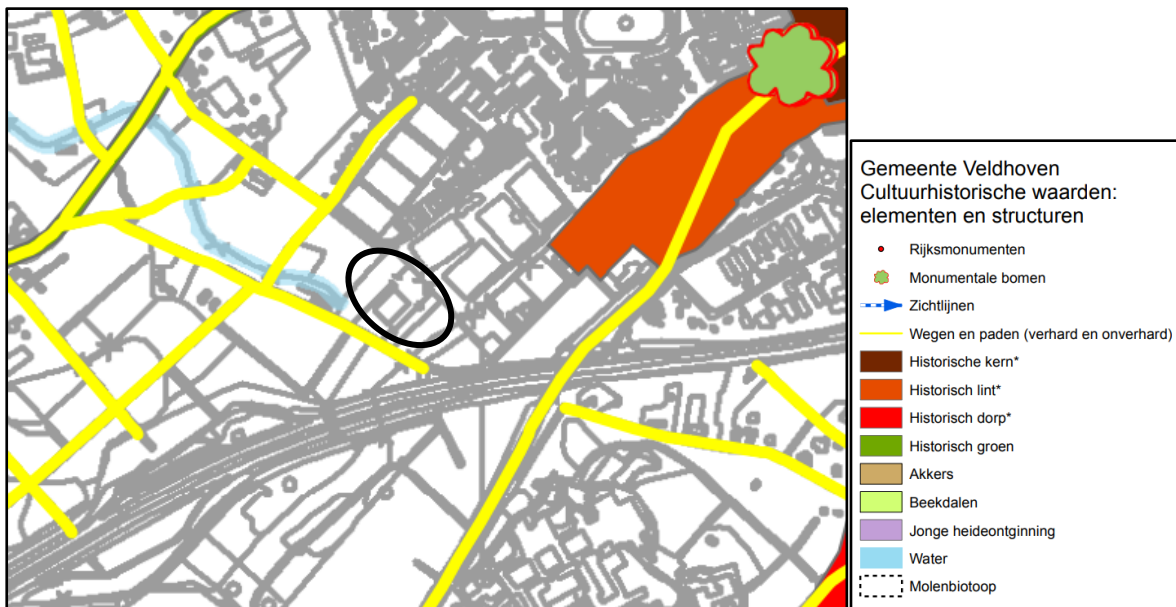 Gemeente Veldhoven
Cultuurhistorische waarden:
elementen en structuren
Rijksmonumenten
Monumentale bomen
Zichtlijnen
Wegen en paden (verhard en onverhard)
Historische kern*
Historisch lint*
Historisch dorp*
Historisch groen
Akkers
Beekdalen
Jonge heideontginning
Water
Molenbiotoop